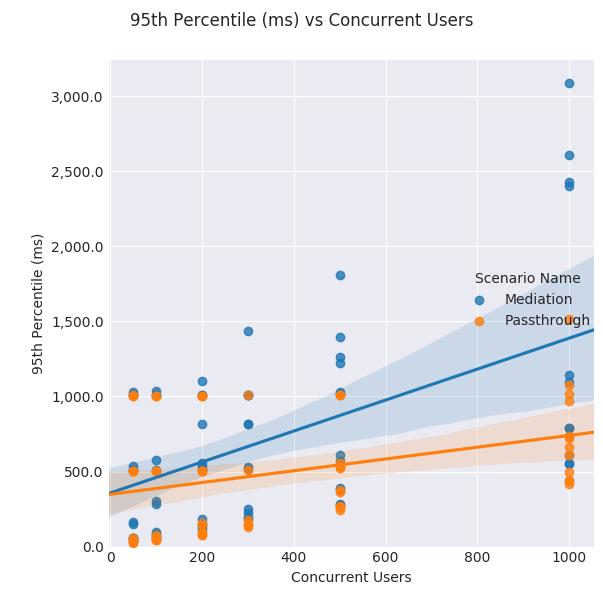 95th Percentile (ms) vs Concurrent Users
3,000.0
2,500.0
2,000.0
1,500.0
1,000.0
500.0
0.0
95th Percentile (ms)
Scenario Name
Mediation
Passthrough
0 200 400 600 800 1000
Concurrent Users